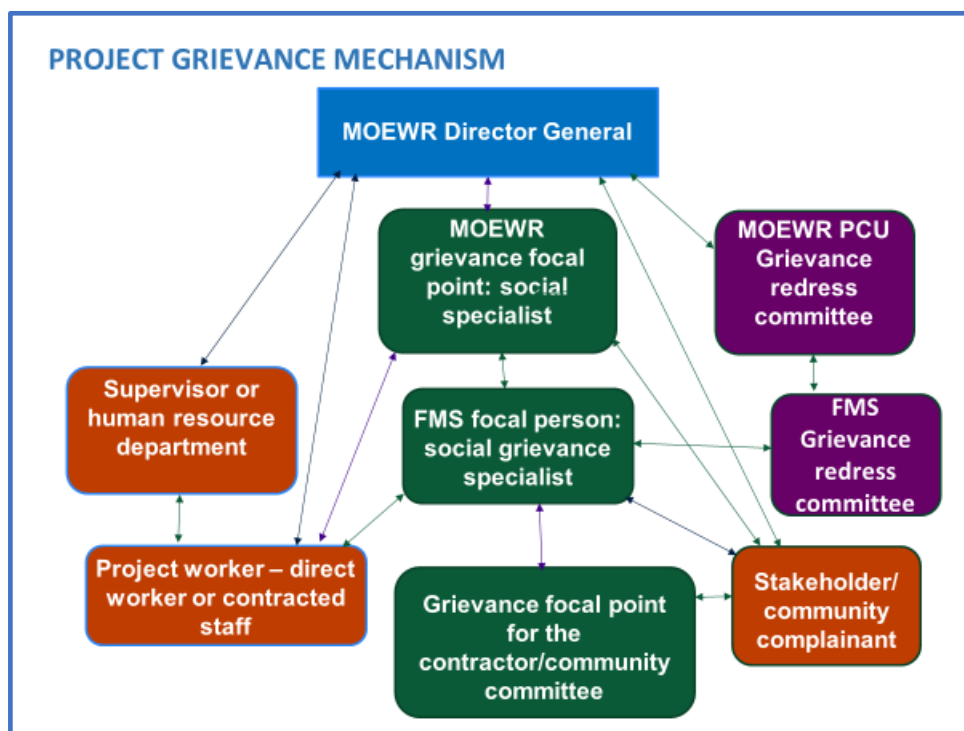 PROJECT GRIEVANCE MECHANISM
MOEWR Director General
MOEWR
grievance focal
point: social
specialist
MOEWR PCU
Grievance
redress
committee
Supervisor or
human resource
department
FMS focal person:
social grievance
specialist
FMS
Grievance
redress
committee
Project worker – direct
worker or contracted
staff
Grievance focal point
for the
contractor/community
committee
Stakeholder/
community
complainant